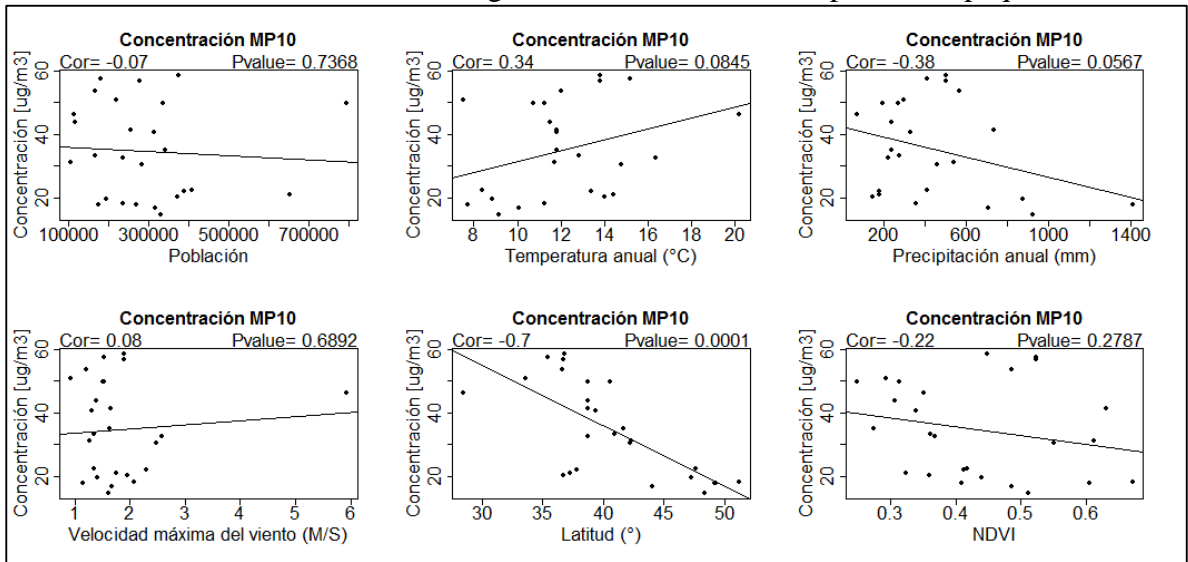 Concentración MP10
Cor= -0.07 Pvalue= 0.7368
Concentración [ug/m3]
20 40 60
100000 300000 500000 700000
Población
Concentración MP10
Cor= 0.34 Pvalue= 0.0845
Concentración [ug/m3]
20 40 60
8 10 12 14 16 18 20
Temperatura anual (°C)
Concentración MP10
Cor= -0.38 Pvalue= 0.0567
Concentración [ug/m3]
20 40 60
200 600 1000 1400
Precipitación anual (mm)
Concentración MP10
Cor= 0.08 Pvalue= 0.6892
Concentración [ug/m3]
20 40 60
1 2 3 4 5 6
Velocidad máxima del viento (M/S)
Concentración MP10
Cor= -0.7 Pvalue= 0.0001
Concentración [ug/m3]
20 40 60
30 35 40 45 50
Latitud (°)
Concentración MP10
Cor= -0.22 Pvalue= 0.2787
Concentración [ug/m3]
20 40 60
0.3 0.4 0.5 0.6
NDVI